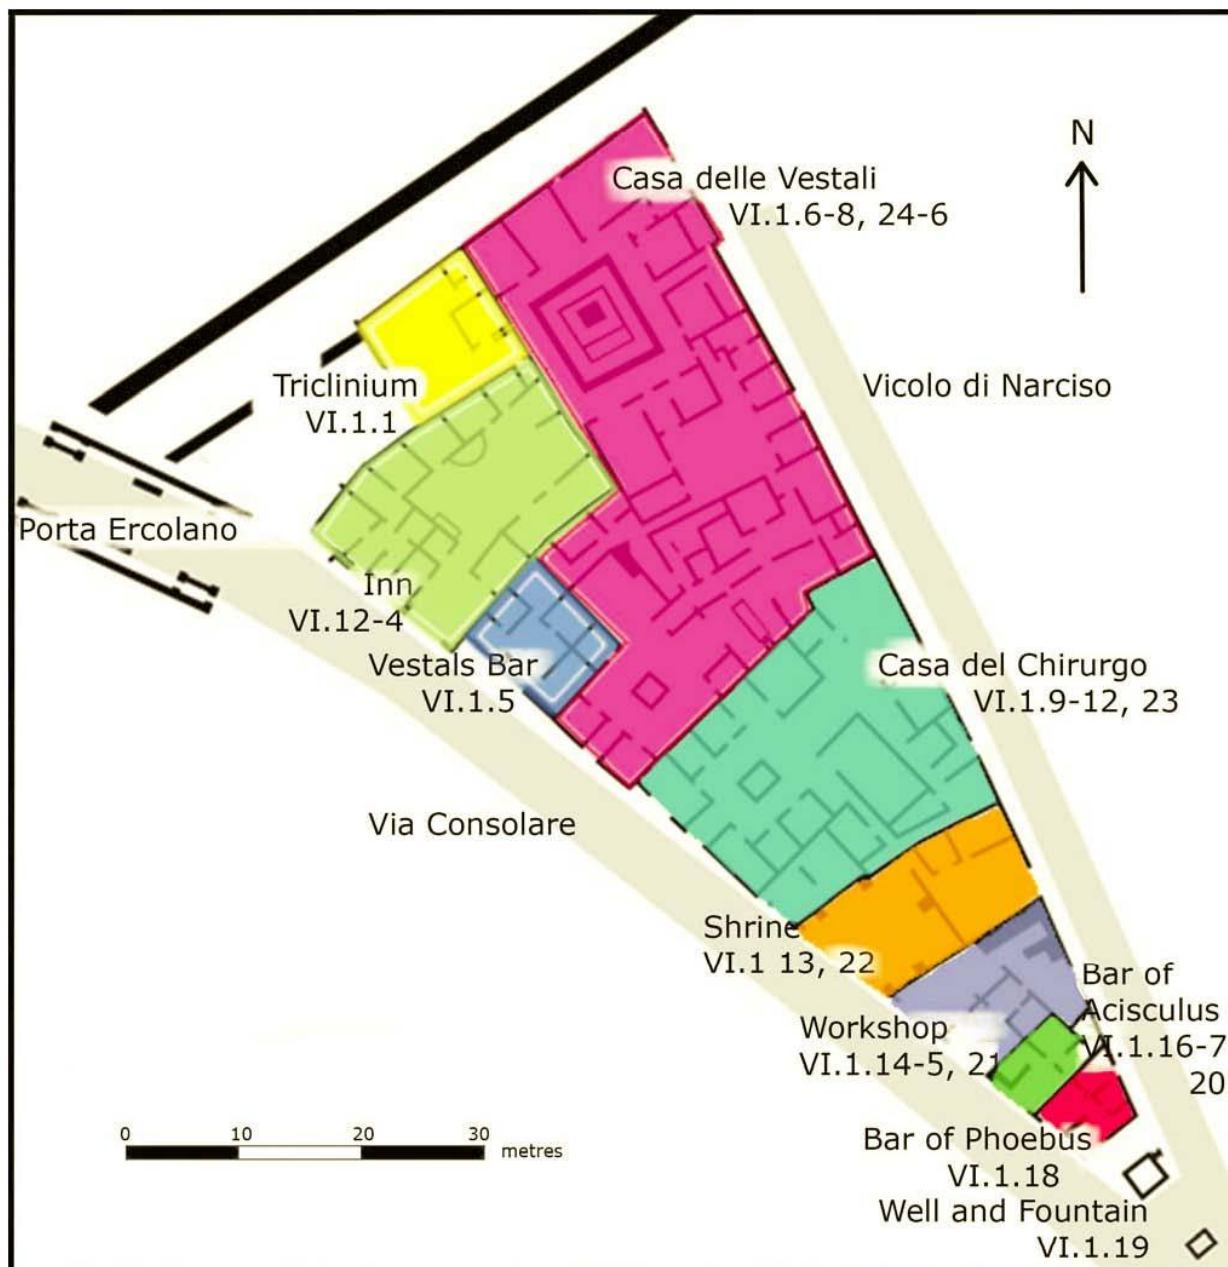 N
Casa delle Vestali
VI.1.6-8, 24-6
Vicolo di Narciso
Triclinium
VI.1.1
Porta Ercolano
Inn
VI.12-4
Vestals Bar
VI.1.5
Casa del Chirurgo
VI.1.9-12, 23
Via Consolare
Shrine
VI.1 13, 22
Bar of
Acisculus
VI.1.16-7
20
Workshop
VI.1.14-5, 21
0 10 20 30
metres
Bar of Phoebus
VI.1.18
Well and Fountain
VI.1.19